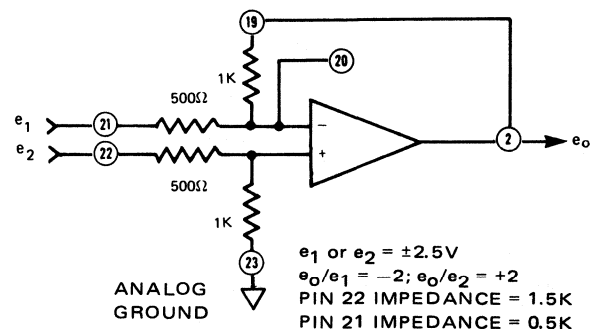 19
20
1K
500Ω
e1
21
−
2
eo
e2
22
+
500Ω
1K
23
ANALOG
GROUND
e1 or e2 = ±2.5V
eo/e1 = −2; eo/e2 = +2
PIN 22 IMPEDANCE = 1.5K
PIN 21 IMPEDANCE = 0.5K